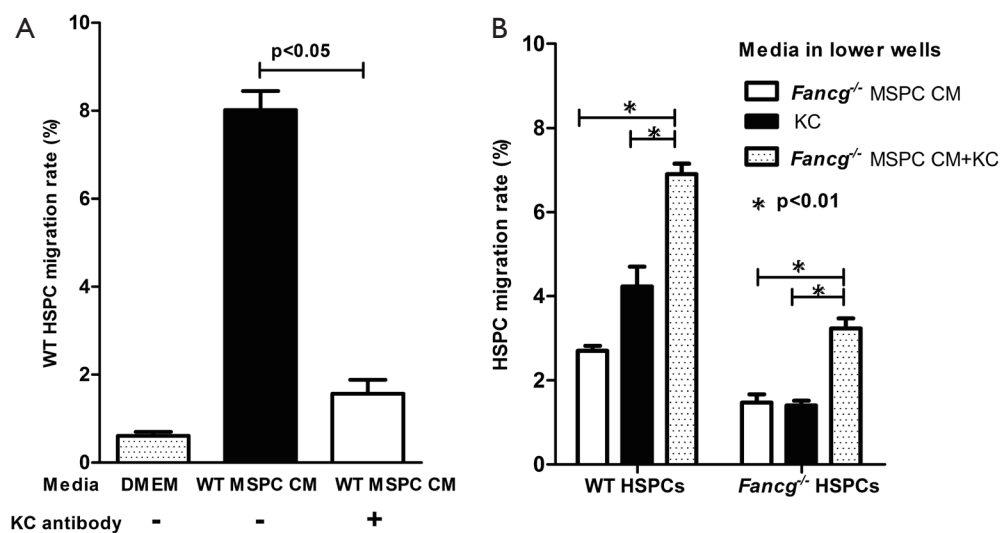 A
WT HSPC migration rate (%)
10
8
6
4
2
0
p<0.05
Media DMEM WT MSPC CM WT MSPC CM
KC antibody - - +
B
HSPC migration rate (%)
10
8
6
4
2
0
Media in lower wells
Fancg-/- MSPC CM
KC
Fancg-/- MSPC CM+KC
* p<0.01
* 
*
*
*
WT HSPCs Fancg-/- HSPCs